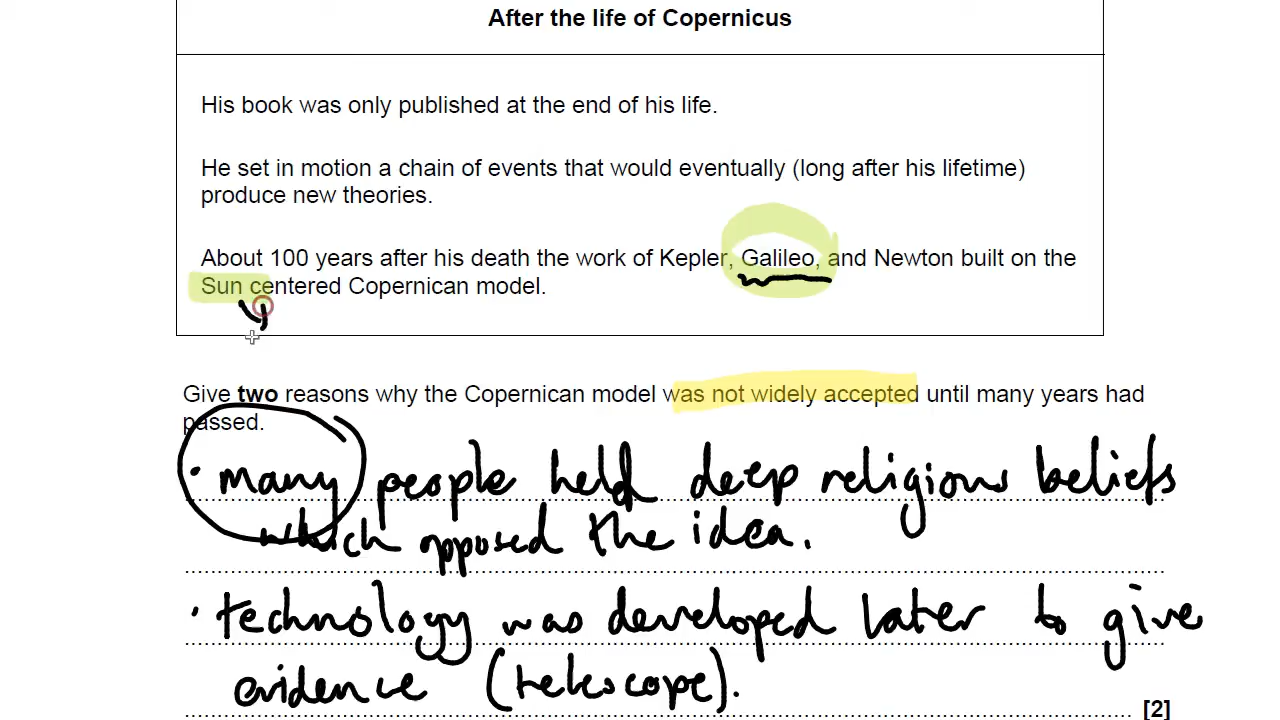 After the life of Copernicus
His book was only published at the end of his life.
He set in motion a chain of events that would eventually (long after his lifetime)
produce new theories.
About 100 years after his death the work of Kepler, Galileo, and Newton built on the
Sun centered Copernican model.
Give two reasons why the Copernican model was not widely accepted until many years had
passed.
· many people held deep religious beliefs
which opposed the idea.
· technology was developed later to give
evidence (telescope).
[2]